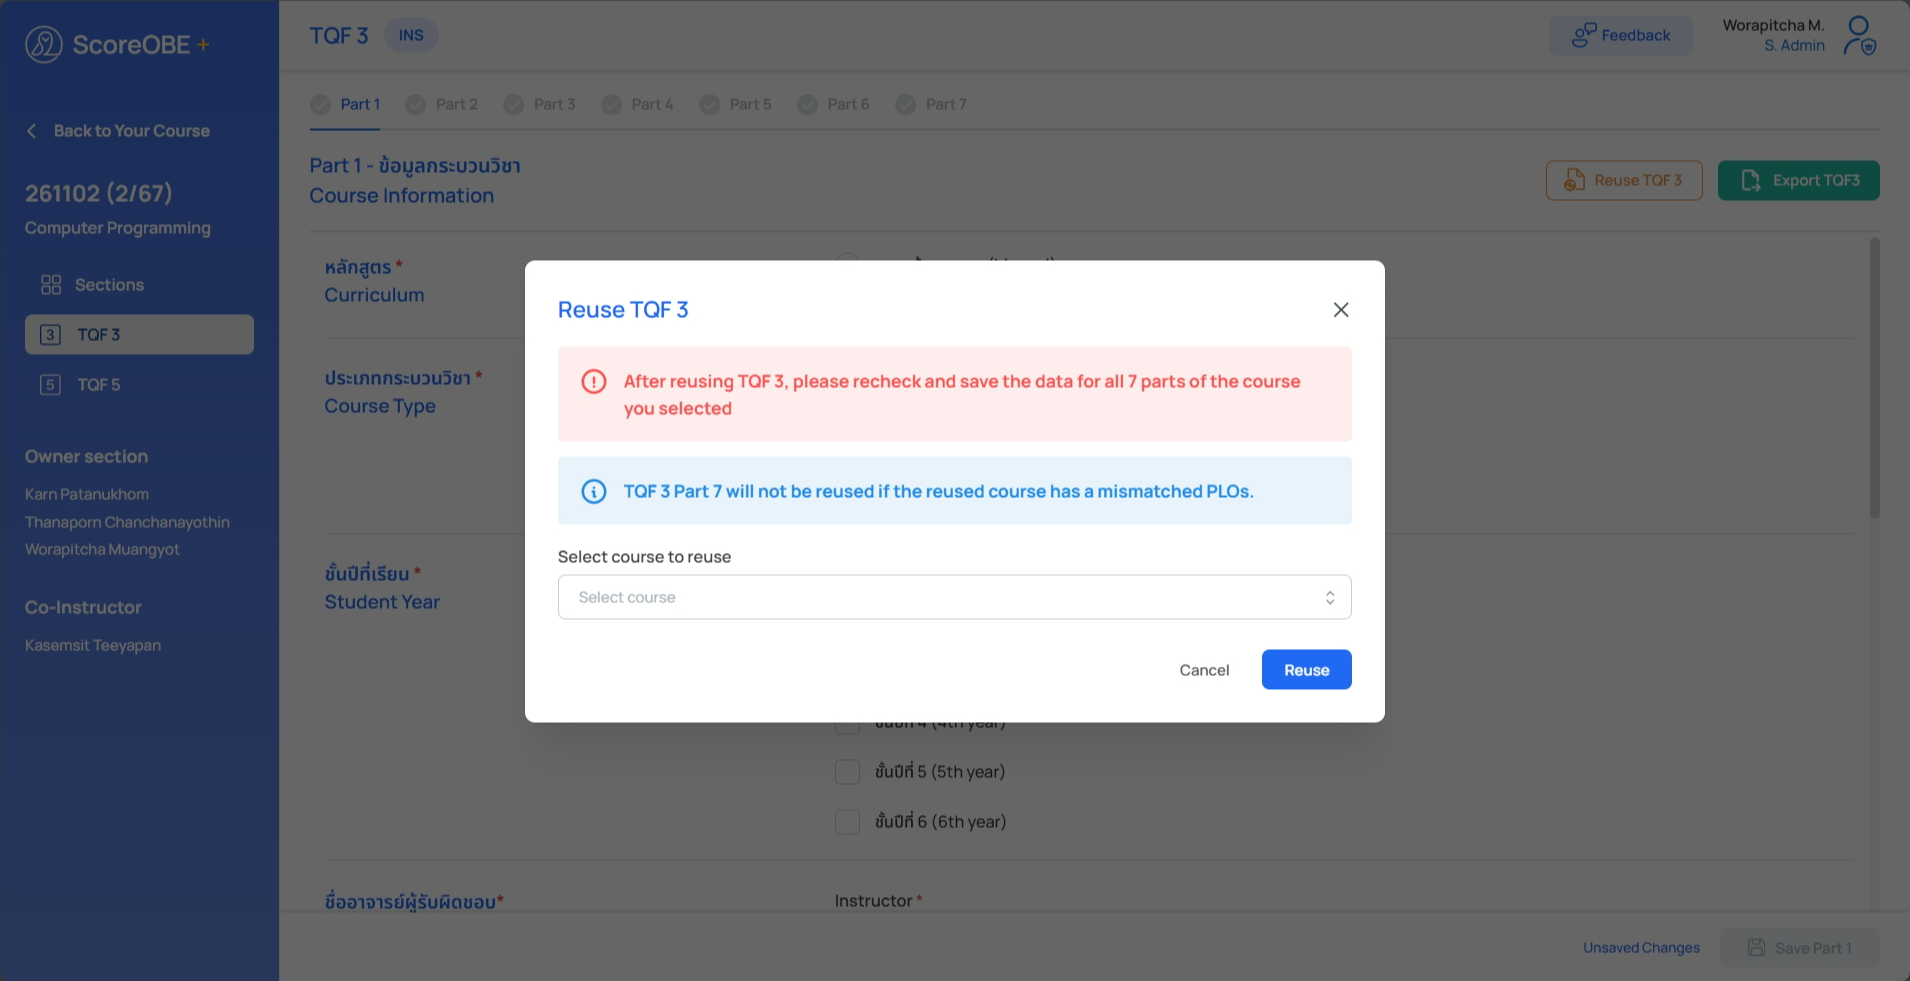 ScoreOBE +
TQF 3
INS
Feedback
Worapitcha M.
S. Admin
Back to Your Course
Part 1
Part 2
Part 3
Part 4
Part 5
Part 6
Part 7
261102 (2/67)
Computer Programming
Part 1 - ข้อมูลกระบวนวิชา
Course Information
Reuse TQF 3
Export TQF3
Sections
3
TQF 3
5
TQF 5
Owner section
Karn Patanukhom
Thanaporn Chanchanayothin
Worapitcha Muangyot
Co-Instructor
Kasemsit Teeyapan
หลักสูตร *
Curriculum
ประเภทกระบวนวิชา *
Course Type
ชั้นปีที่เรียน *
Student Year
Reuse TQF 3
After reusing TQF 3, please recheck and save the data for all 7 parts of the course
you selected
TQF 3 Part 7 will not be reused if the reused course has a mismatched PLOs.
Select course to reuse
Select course
Cancel
Reuse
ชั้นปีที่ 4 (4th year)
ชั้นปีที่ 5 (5th year)
ชั้นปีที่ 6 (6th year)
ชื่ออาจารย์ผู้รับผิดชอบ*
Instructor *
Unsaved Changes
Save Part 1